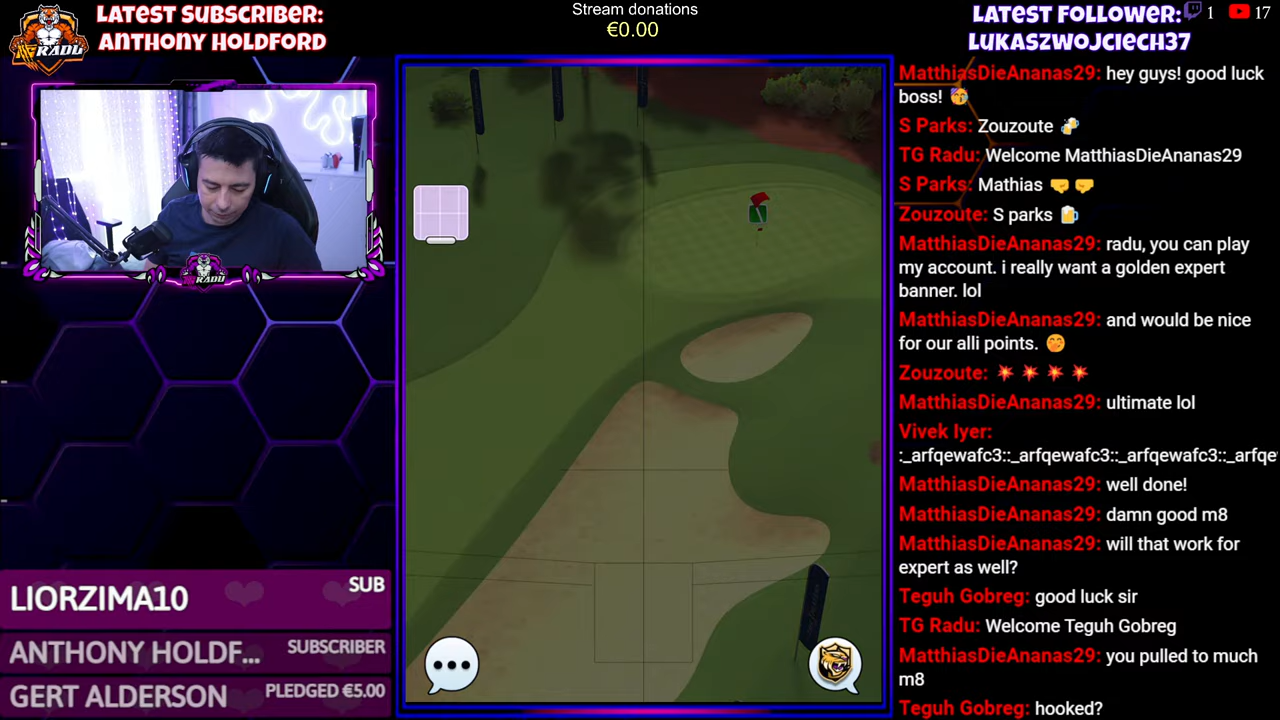 LATEST SUBSCRIBER:
ANTHONY HOLDFORD
RADU
Stream donations
€0.00
LATEST FOLLOWER:
1
17
LUKASZWOJCIECH37
MatthiasDieAnanas29: hey guys! good luck
boss! 🥳
S Parks: Zouzoute 🍻
TG Radu: Welcome MatthiasDieAnanas29
S Parks: Mathias 🤜 🤛
Zouzoute: S parks 🍺
MatthiasDieAnanas29: radu, you can play
my account. i really want a golden expert
banner. lol
MatthiasDieAnanas29: and would be nice
for our alli points. 🤭
Zouzoute: 💥 💥 💥 💥
MatthiasDieAnanas29: ultimate lol
Vivek Iyer:
:_arfqewafc3::_arfqewafc3::_arfqewafc3::_arfqe
MatthiasDieAnanas29: well done!
MatthiasDieAnanas29: damn good m8
MatthiasDieAnanas29: will that work for
expert as well?
Teguh Gobreg: good luck sir
TG Radu: Welcome Teguh Gobreg
MatthiasDieAnanas29: you pulled to much
m8
Teguh Gobreg: hooked?
RADU
LIORZIMA10
SUB
ANTHONY HOLDF...
SUBSCRIBER
GERT ALDERSON
PLEDGED €5.00